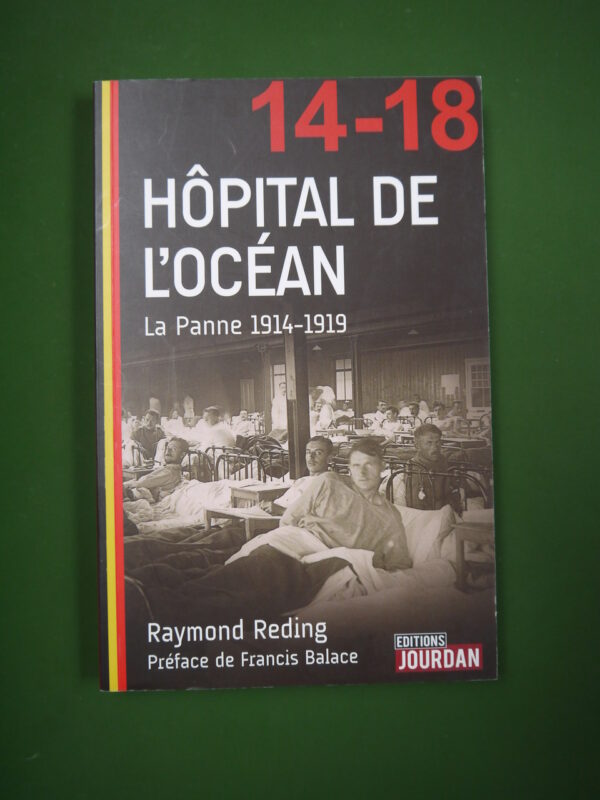 14-18
HÔPITAL DE
L'OCÉAN
La Panne 1914-1919
Raymond Reding
Préface de Francis Balace
EDITIONS
JOURDAN